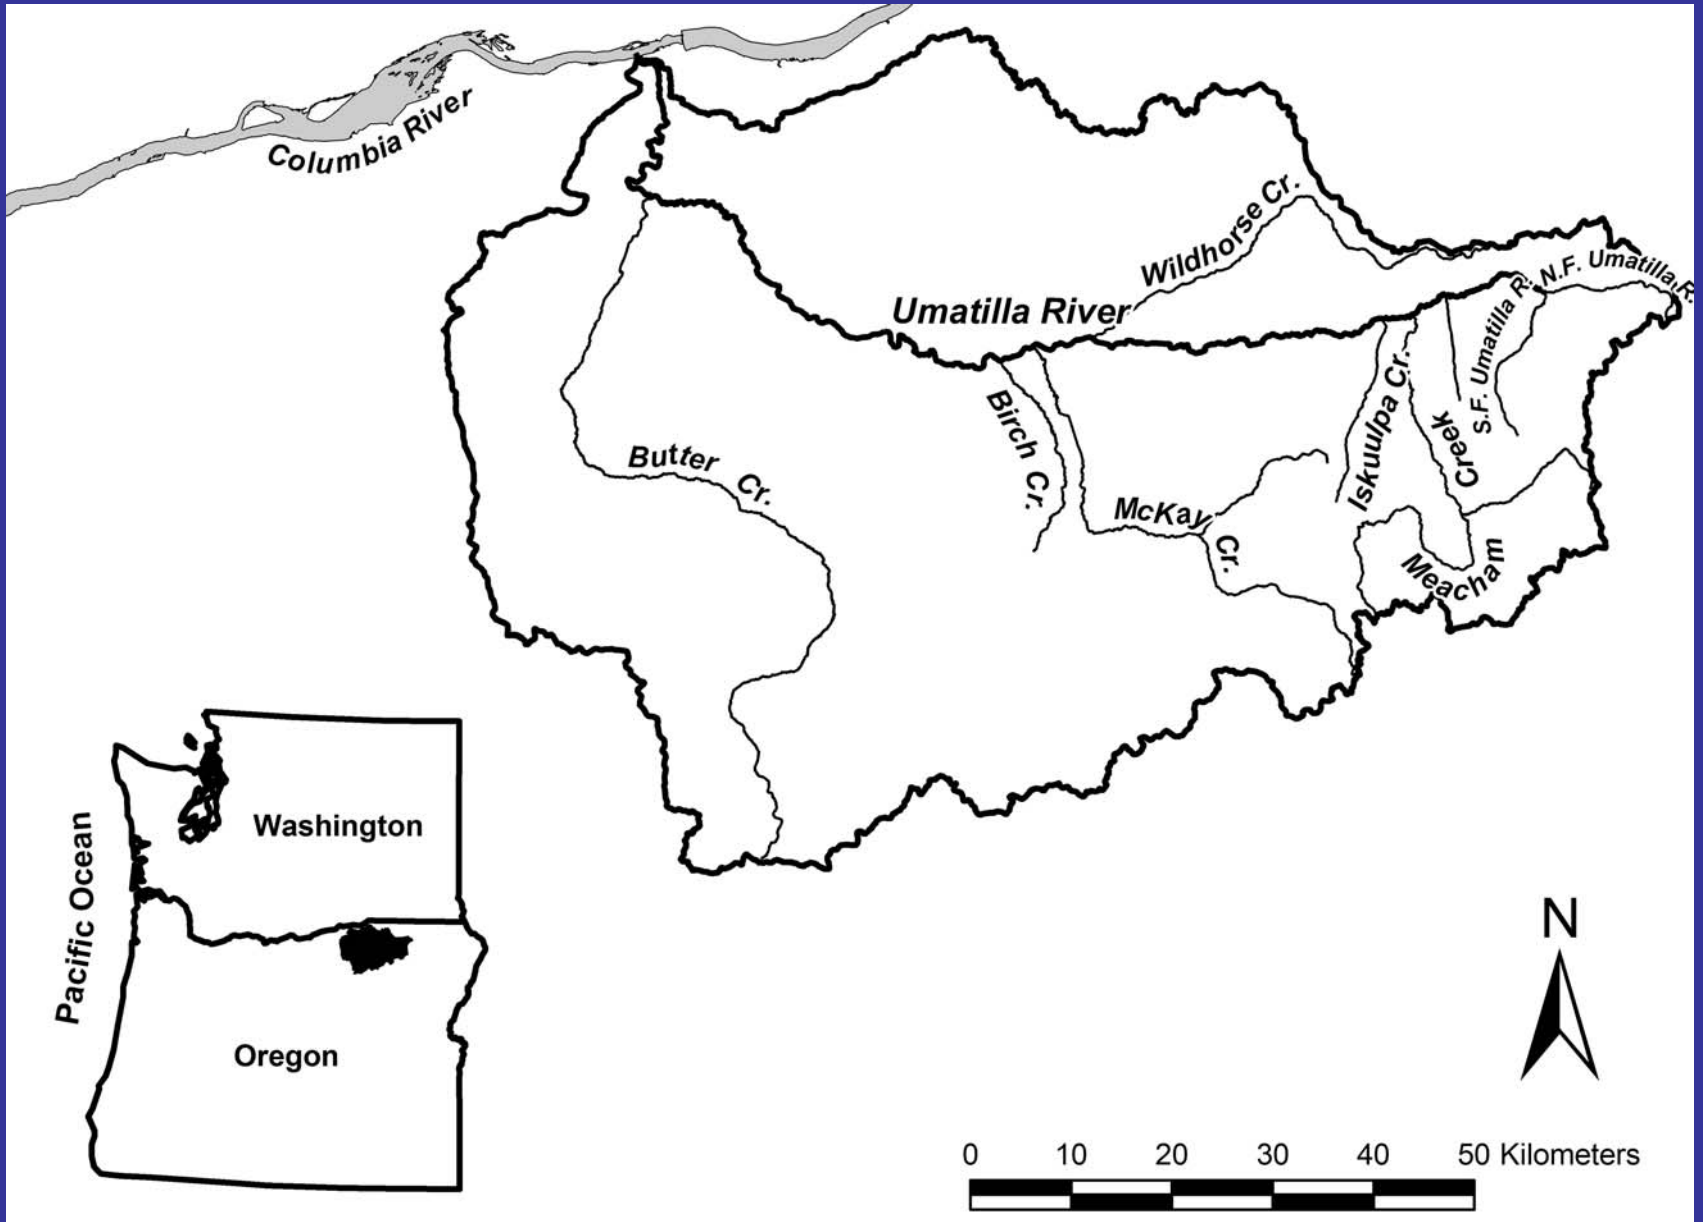 Columbia River
Wildhorse Cr.
N.F. Umatilla R.
Umatilla River
S.F. Umatilla R.
Iskuulpa Cr.
Birch Cr.
Butter Cr.
McKay Cr.
Meacham Creek
Washington
Pacific Ocean
Oregon
N
0 10 20 30 40 50 Kilometers